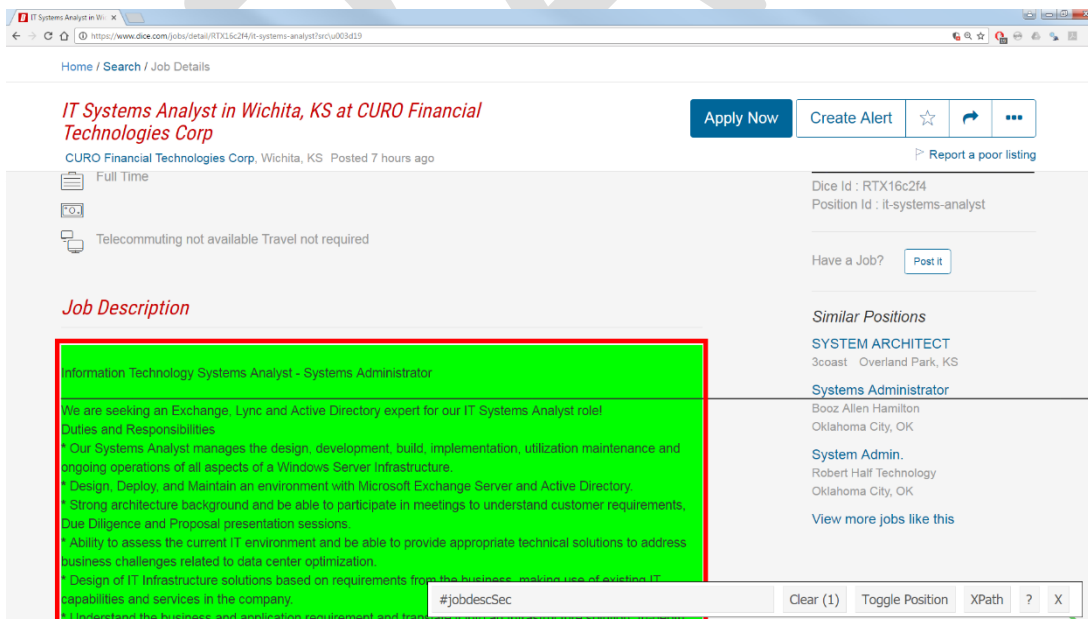 IT Systems Analyst in Wic
https://www.dice.com/jobs/detail/RTX16c2f4/it-systems-analyst?src\u003d19
Home / Search / Job Details
IT Systems Analyst in Wichita, KS at CURO Financial
Technologies Corp
Apply Now
Create Alert
CURO Financial Technologies Corp, Wichita, KS Posted 7 hours ago
Report a poor listing
Full Time
Telecommuting not available Travel not required
Dice Id : RTX16c2f4
Position Id : it-systems-analyst
Have a Job? Post it
Job Description
Information Technology Systems Analyst - Systems Administrator
We are seeking an Exchange, Lync and Active Directory expert for our IT Systems Analyst role!
Duties and Responsibilities
* Our Systems Analyst manages the design, development, build, implementation, utilization maintenance and
ongoing operations of all aspects of a Windows Server Infrastructure.
* Design, Deploy, and Maintain an environment with Microsoft Exchange Server and Active Directory.
* Strong architecture background and be able to participate in meetings to understand customer requirements,
Due Diligence and Proposal presentation sessions.
* Ability to assess the current IT environment and be able to provide appropriate technical solutions to address
business challenges related to data center optimization.
* Design of IT Infrastructure solutions based on requirements from the business, making use of existing IT
capabilities and services in the company.
* Understand the business and application requirement and
Similar Positions
SYSTEM ARCHITECT
3coast Overland Park, KS
Systems Administrator
Booz Allen Hamilton
Oklahoma City, OK
System Admin.
Robert Half Technology
Oklahoma City, OK
View more jobs like this
#jobdescSec
Clear (1) Toggle Position XPath ? X